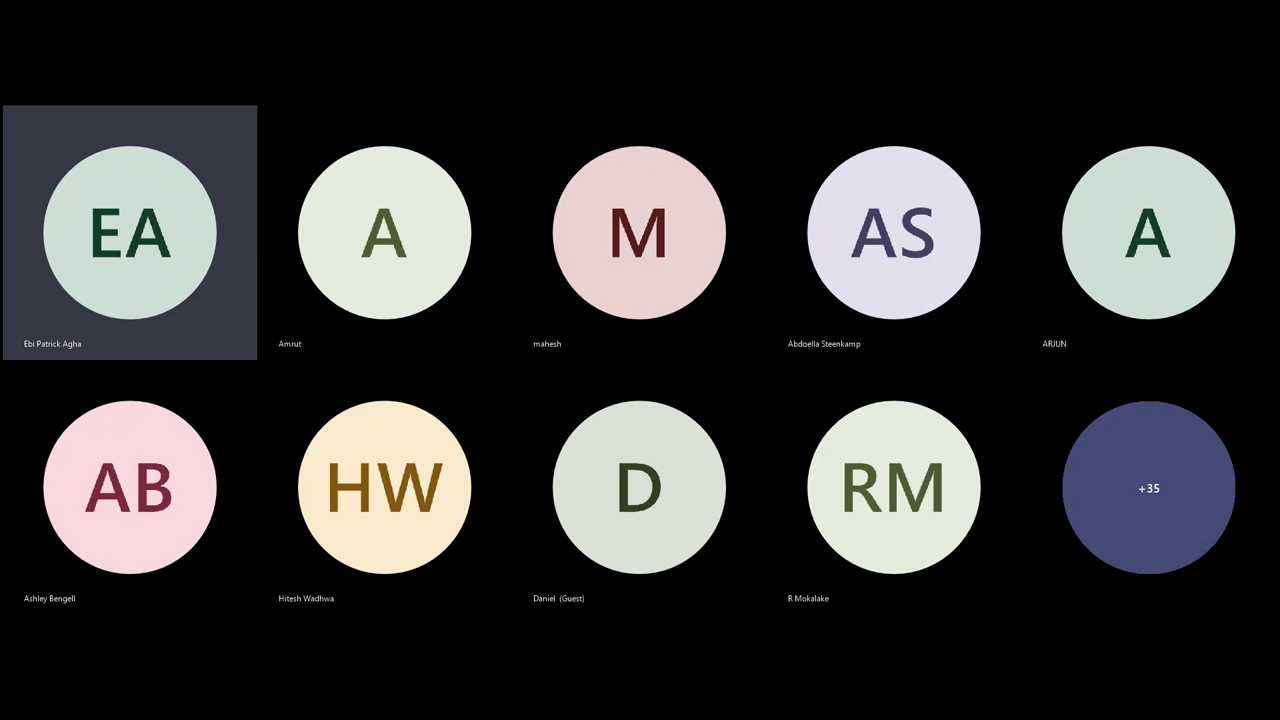 EA
A
M
AS
A
Ebi Patrick Agha
Amrut
mahesh
Abdoella Steenkamp
ARJUN
AB
HW
D
RM
+35
Ashley Bengell
Hitesh Wadhwa
Daniel (Guest)
R Mokalake